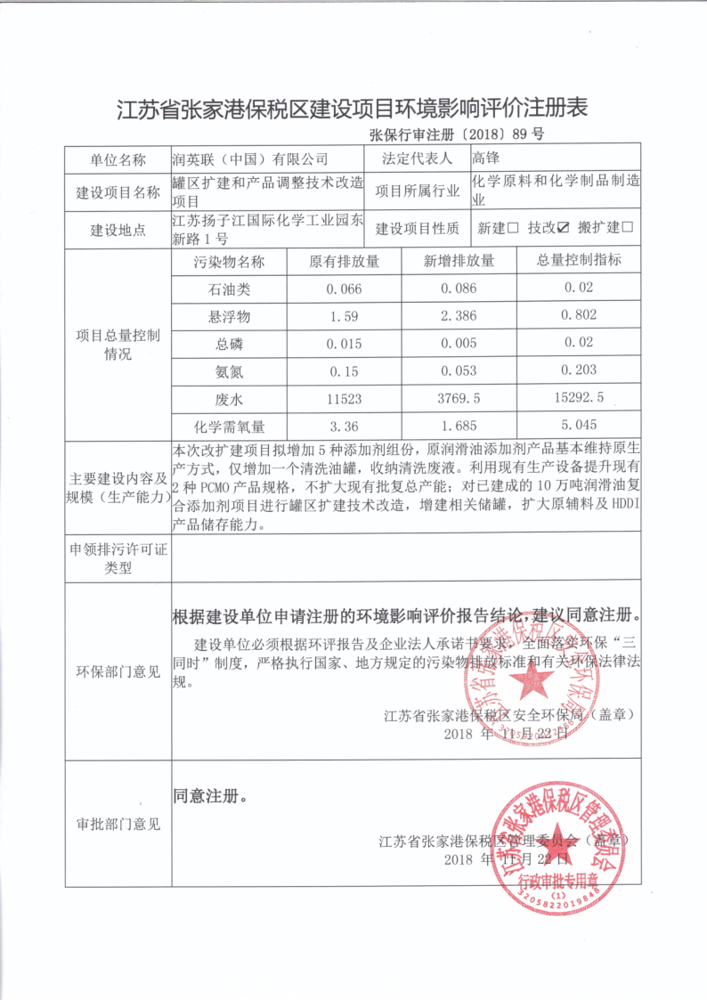 江苏省张家港保税区建设项目环境影响评价注册表
张保行审注册〔2018〕89 号
单位名称 润英联（中国）有限公司 法定代表人 高锋
建设项目名称 罐区扩建和产品调整技术改造
项目 项目所属行业 化学原料和化学制品制造
业
建设地点 江苏扬子江国际化学工业园东
新路 1 号 建设项目性质 新建☐ 技改☑ 搬扩建☐
项目总量控制
情况
污染物名称 原有排放量 新增排放量 总量控制指标
石油类 0.066 0.086 0.02
悬浮物 1.59 2.386 0.802
总磷 0.015 0.005 0.02
氨氮 0.15 0.053 0.203
废水 11523 3769.5 15292.5
化学需氧量 3.36 1.685 5.045
主要建设内容及
规模（生产能力）
本次改扩建项目拟增加 5 种添加剂组份，原润滑油添加剂产品基本维持原生
产方式，仅增加一个清洗油罐，收纳清洗废液。利用现有生产设备提升现有
2 种 PCMO 产品规格，不扩大现有批复总产能；对已建成的 10 万吨润滑油复
合添加剂项目进行罐区扩建技术改造，增建相关储罐，扩大原辅料及 HDDI
产品储存能力。
申领排污许可证
类型
环保部门意见
根据建设单位申请注册的环境影响评价报告结论，建议同意注册。
建设单位必须根据环评报告及企业法人承诺书要求，全面落实环保“三
同时”制度，严格执行国家、地方规定的污染物排放标准和有关环保法律法
规。
江苏省张家港保税区安全环保局（盖章）
2018 年 11 月 22 日
江苏省张家港保税区安全环保局
审批部门意见
同意注册。
江苏省张家港保税区管理委员会（盖章）
2018 年 11 月 22 日
江苏省张家港保税区管理委员会
行政审批专用章
(1)
3205822019848